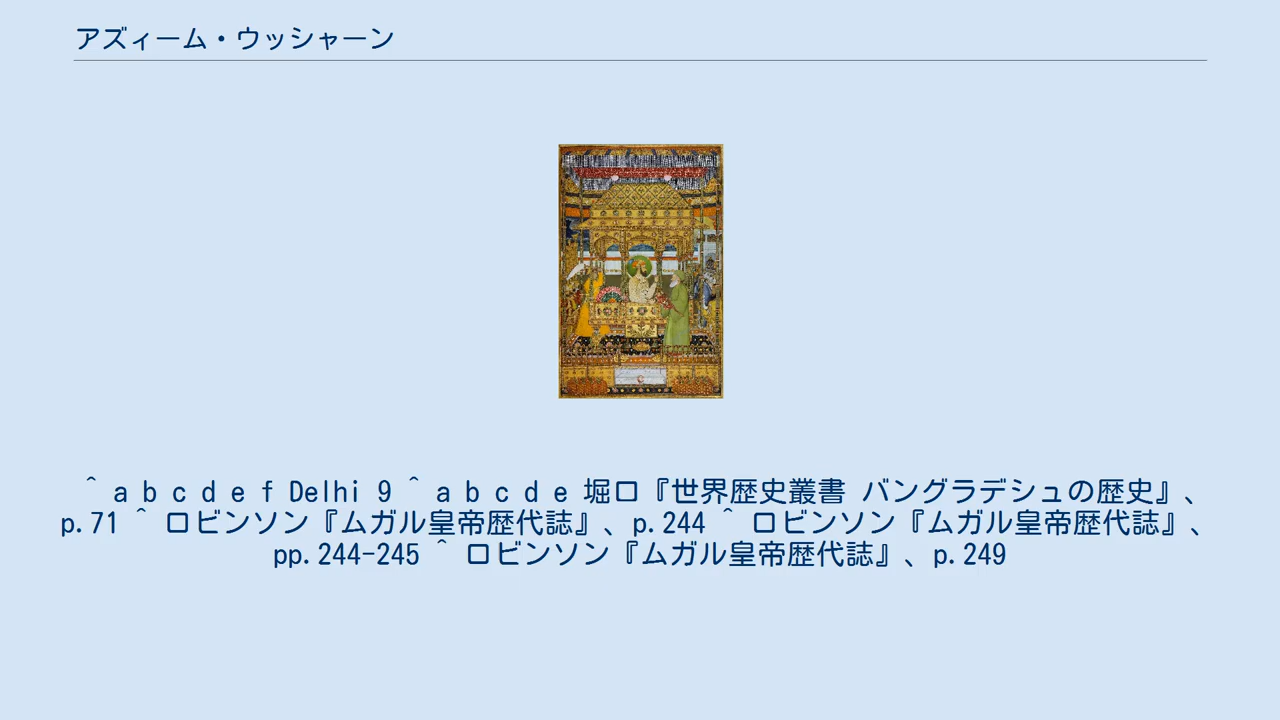 アズィーム・ウッシャーン
^ a b c d e f Delhi 9 ^ a b c d e 堀口『世界歴史叢書 バングラデシュの歴史』、
p.71 ^ ロビンソン『ムガル皇帝歴代誌』、p.244 ^ ロビンソン『ムガル皇帝歴代誌』、
pp.244-245 ^ ロビンソン『ムガル皇帝歴代誌』、p.249